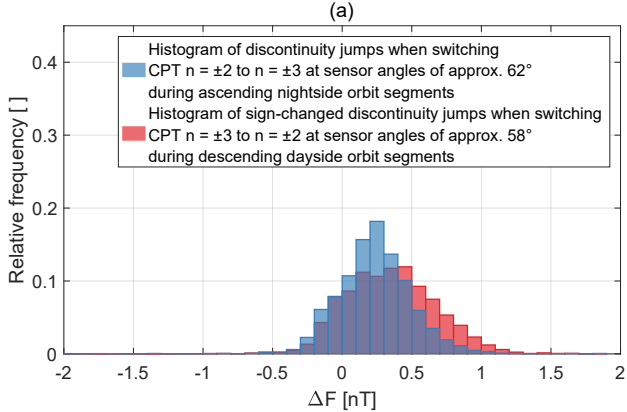 (a)
0.4
0.3
0.2
0.1
0
Relative frequency [ ]
Histogram of discontinuity jumps when switching
CPT n = ±2 to n = ±3 at sensor angles of approx. 62°
during ascending nightside orbit segments
Histogram of sign-changed discontinuity jumps when switching
CPT n = ±3 to n = ±2 at sensor angles of approx. 58°
during descending dayside orbit segments
-2 -1.5 -1 -0.5 0 0.5 1 1.5 2
ΔF [nT]